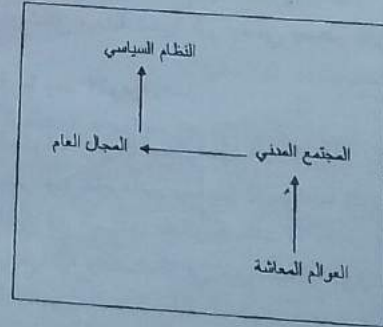 النظام السياسي
المجتمع المدني
المجال العام
العوالم المعاشة